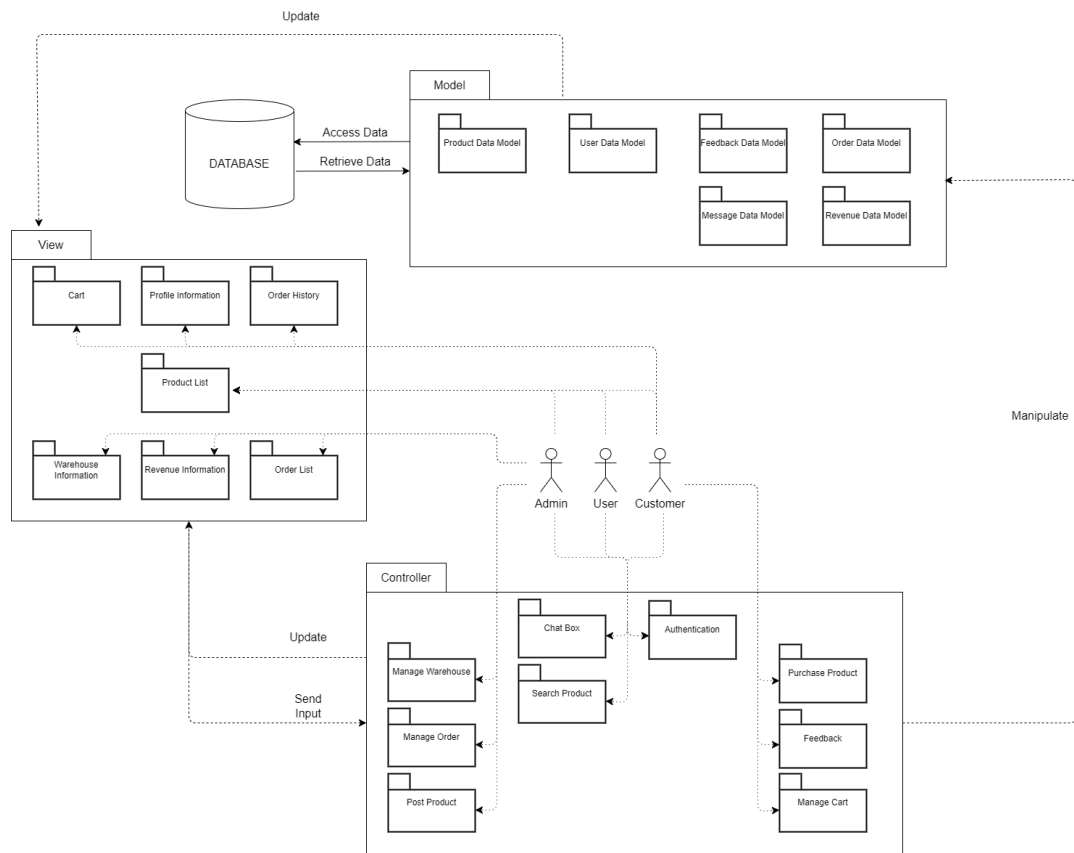 Update
Model
Product Data Model
User Data Model
Feedback Data Model
Order Data Model
Message Data Model
Revenue Data Model
DATABASE
Access Data
Retrieve Data
View
Cart
Profile Information
Order History
Product List
Warehouse
Information
Revenue Information
Order List
Manipulate
Admin
User
Customer
Controller
Chat Box
Authentication
Manage Warehouse
Search Product
Purchase Product
Manage Order
Feedback
Post Product
Manage Cart
Update
Send
Input